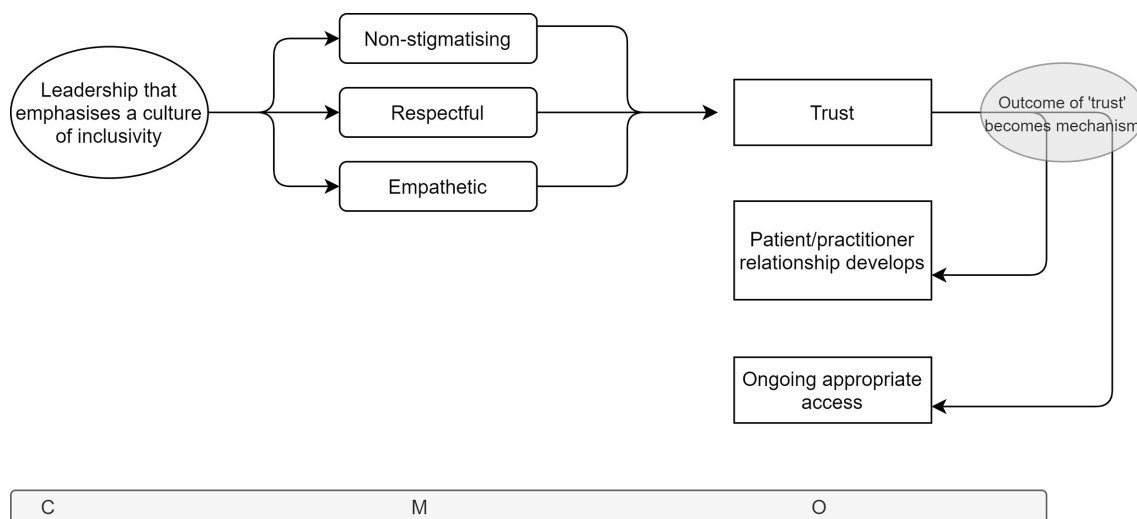 Leadership that
emphasises a culture
of inclusivity
Non-stigmatising
Respectful
Empathetic
Trust
Outcome of 'trust'
becomes mechanism
Patient/practitioner
relationship develops
Ongoing appropriate
access
C M O